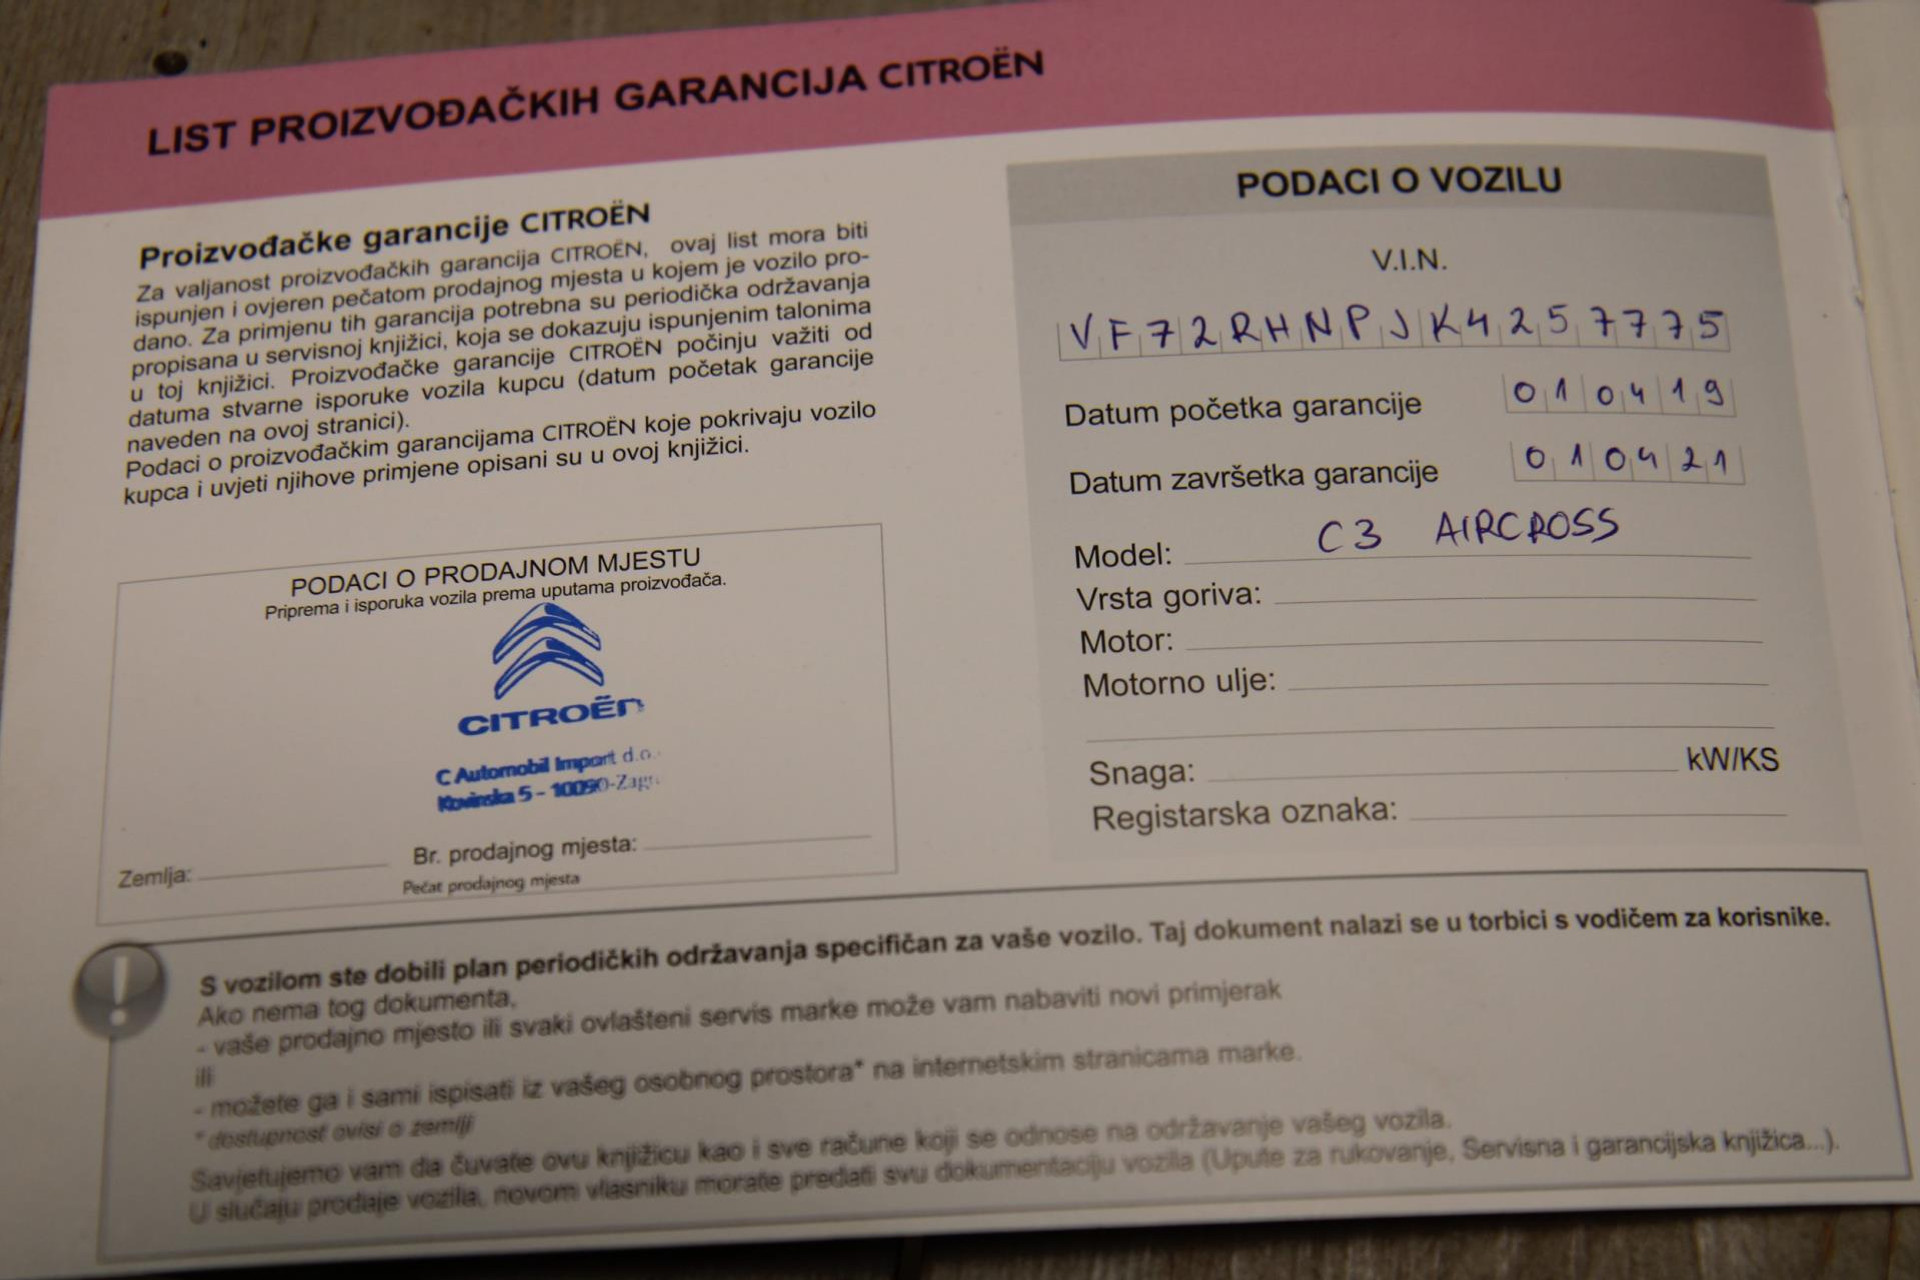 LIST PROIZVOĐAČKIH GARANCIJA CITROËN
Proizvođačke garancije CITROËN
Za valjanost proizvođačkih garancija CITROËN, ovaj list mora biti
ispunjen i ovjeren pečatom prodajnog mjesta u kojem je vozilo pro-
dano. Za primjenu tih garancija potrebna su periodička održavanja
propisana u servisnoj knjižici, koja se dokazuju ispunjenim talonima
u toj knjižici. Proizvođačke garancije CITROËN počinju važiti od
datuma stvarne isporuke vozila kupcu (datum početak garancije
naveden na ovoj stranici).
Podaci o proizvođačkim garancijama CITROËN koje pokrivaju vozilo
kupca i uvjeti njihove primjene opisani su u ovoj knjižici.
PODACI O PRODAJNOM MJESTU
Priprema i isporuka vozila prema uputama proizvođača.
CITROËN
C Automobil Import d.o.
Kovinska 5 - 10090-Zagr
Zemlja:
Br. prodajnog mjesta:
Pečat prodajnog mjesta
PODACI O VOZILU
V.I.N.
VF72RHNPJK4257775
Datum početka garancije 010419
Datum završetka garancije 010421
Model: C3 AIRCROSS
Vrsta goriva:
Motor:
Motorno ulje:
Snaga: kW/KS
Registarska oznaka:
S vozilom ste dobili plan periodičkih održavanja specifičan za vaše vozilo. Taj dokument nalazi se u torbici s vodičem za korisnike.
Ako nema tog dokumenta,
- vaše prodajno mjesto ili svaki ovlašteni servis marke može vam nabaviti novi primjerak
ili
- možete ga i sami ispisati iz vašeg osobnog prostora* na internetskim stranicama marke.
* dostupnost ovisi o zemlji
Savjetujemo vam da čuvate ovu knjižicu kao i sve račune koji se odnose na održavanje vašeg vozila.
U slučaju prodaje vozila, novom vlasniku morate predati svu dokumentaciju vozila (Upute za rukovanje, Servisna i garancijska knjižica...).